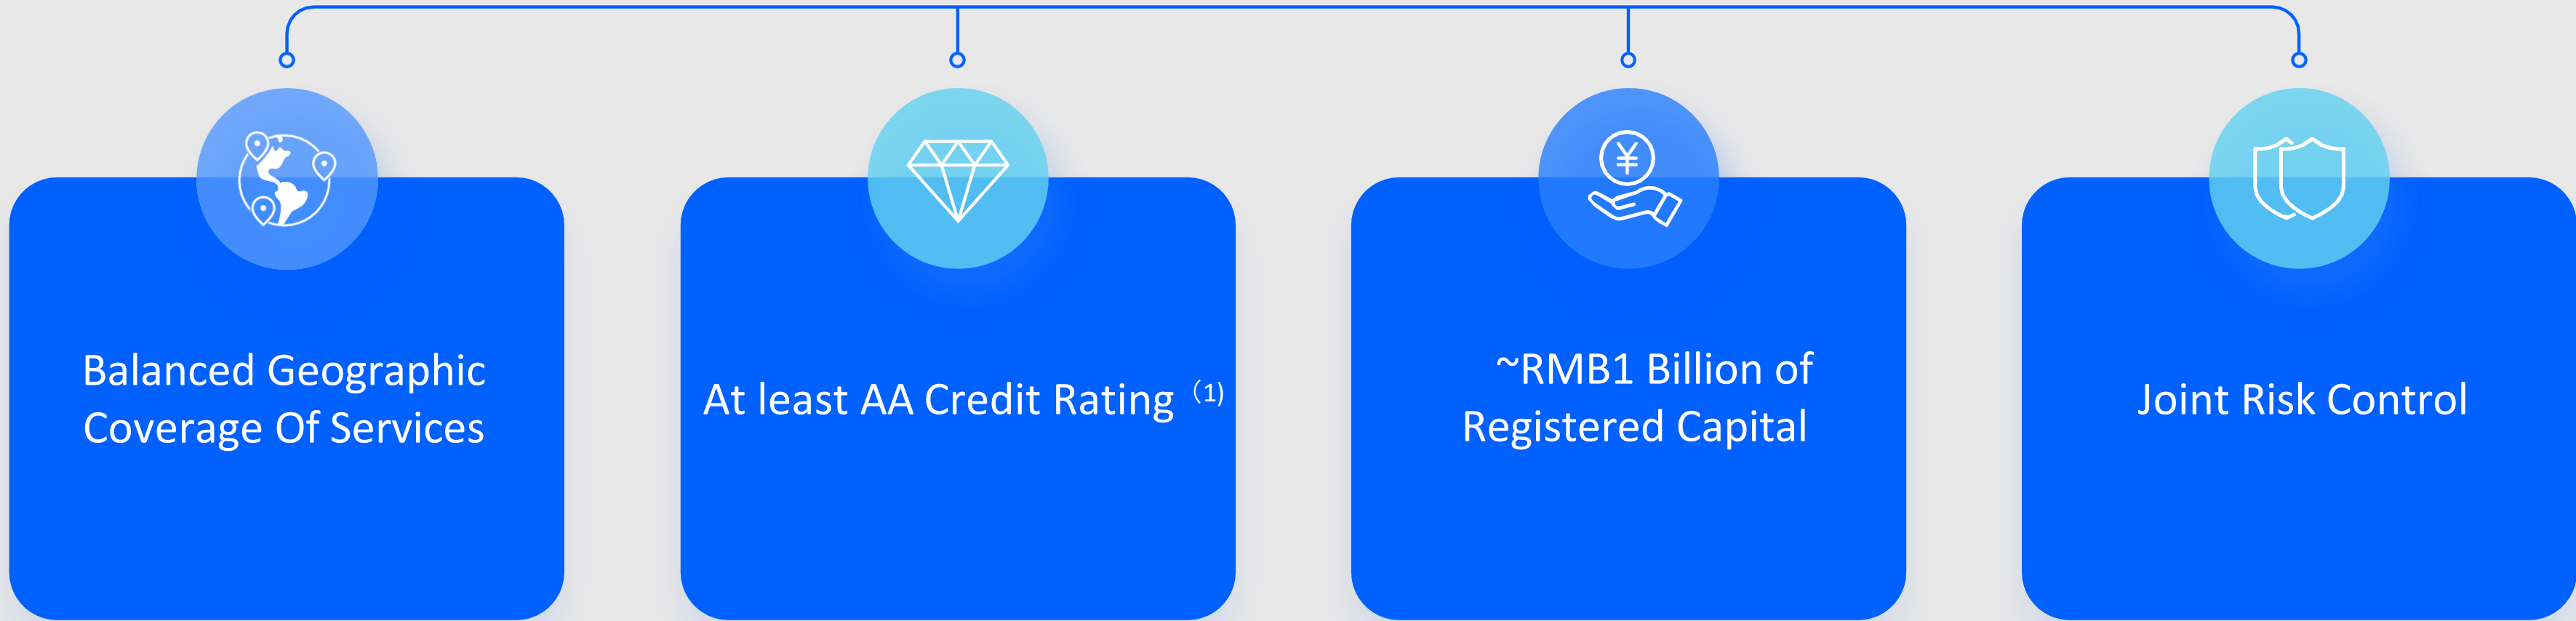 Balanced Geographic
Coverage Of Services
At least AA Credit Rating （1)
~RMB1 Billion of
Registered Capital
Joint Risk Control
¥